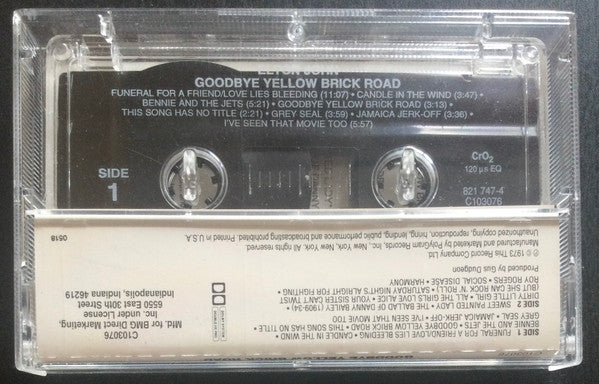 ELTON JOHN
GOODBYE YELLOW BRICK ROAD
FUNERAL FOR A FRIEND/LOVE LIES BLEEDING (11:07) • CANDLE IN THE WIND (3:47) •
BENNIE AND THE JETS (5:21) • GOODBYE YELLOW BRICK ROAD (3:13) •
THIS SONG HAS NO TITLE (2:21) • GREY SEAL (3:59) • JAMAICA JERK-OFF (3:36) •
I'VE SEEN THAT MOVIE TOO (5:57)
SIDE
1
CrO2
120 µs EQ
821 747-4
C103076
SIDE 1 FUNERAL FOR A FRIEND/LOVE LIES BLEEDING • CANDLE IN THE WIND
BENNIE AND THE JETS • GOODBYE YELLOW BRICK ROAD • THIS SONG HAS NO TITLE
GREY SEAL • JAMAICA JERK-OFF • I'VE SEEN THAT MOVIE TOO
SIDE 2 SWEET PAINTED LADY • THE BALLAD OF DANNY BAILEY (1909-34)
DIRTY LITTLE GIRL • ALL THE GIRLS LOVE ALICE • YOUR SISTER CAN'T TWIST
(BUT SHE CAN ROCK 'N' ROLL) • SATURDAY NIGHT'S ALRIGHT FOR FIGHTING
ROY ROGERS • SOCIAL DISEASE • HARMONY
Produced by Gus Dudgeon
℗ 1973 This Record Company Ltd.
Manufactured and Marketed by PolyGram Records, Inc., New York, New York. All rights reserved.
Unauthorized copying, reproduction, hiring, lending, public performance and broadcasting prohibited. Printed in U.S.A.
C103076
Mfd. for BMG Direct Marketing,
Inc. under License
6550 East 30th Street
Indianapolis, Indiana 46219
0518